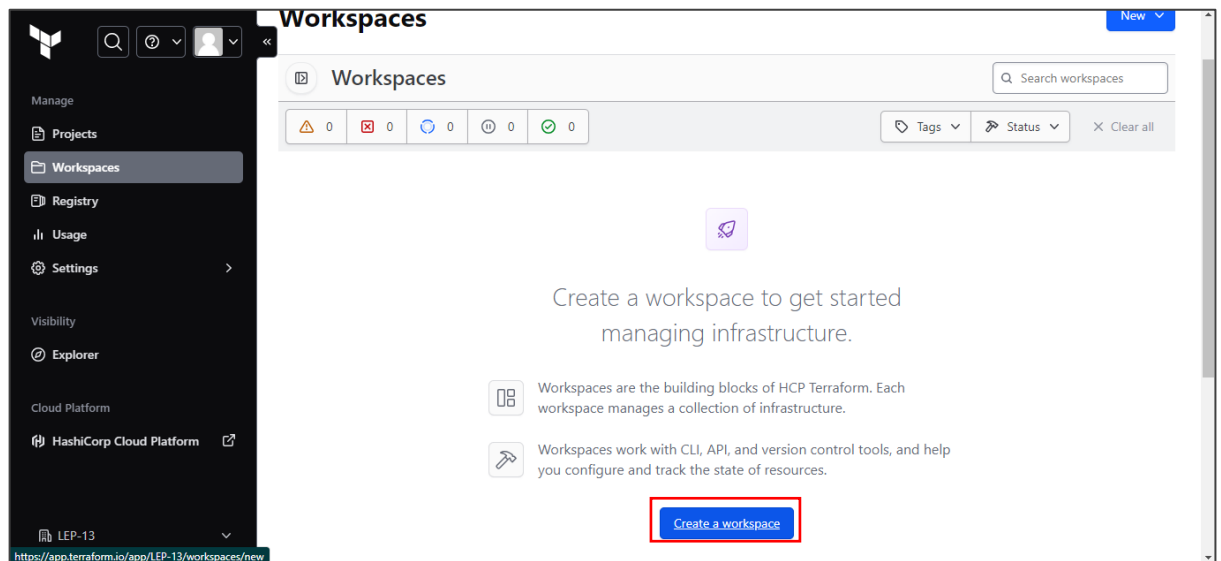 Workspaces
New
«
Workspaces
Search workspaces
Manage
0 0 0 0 0
Tags Status Clear all
Projects
Workspaces
Registry
Usage
Settings
Create a workspace to get started
managing infrastructure.
Visibility
Explorer
Workspaces are the building blocks of HCP Terraform. Each
workspace manages a collection of infrastructure.
Cloud Platform
HashiCorp Cloud Platform
Workspaces work with CLI, API, and version control tools, and help
you configure and track the state of resources.
Create a workspace
LEP-13
https://app.terraform.io/app/LEP-13/workspaces/new